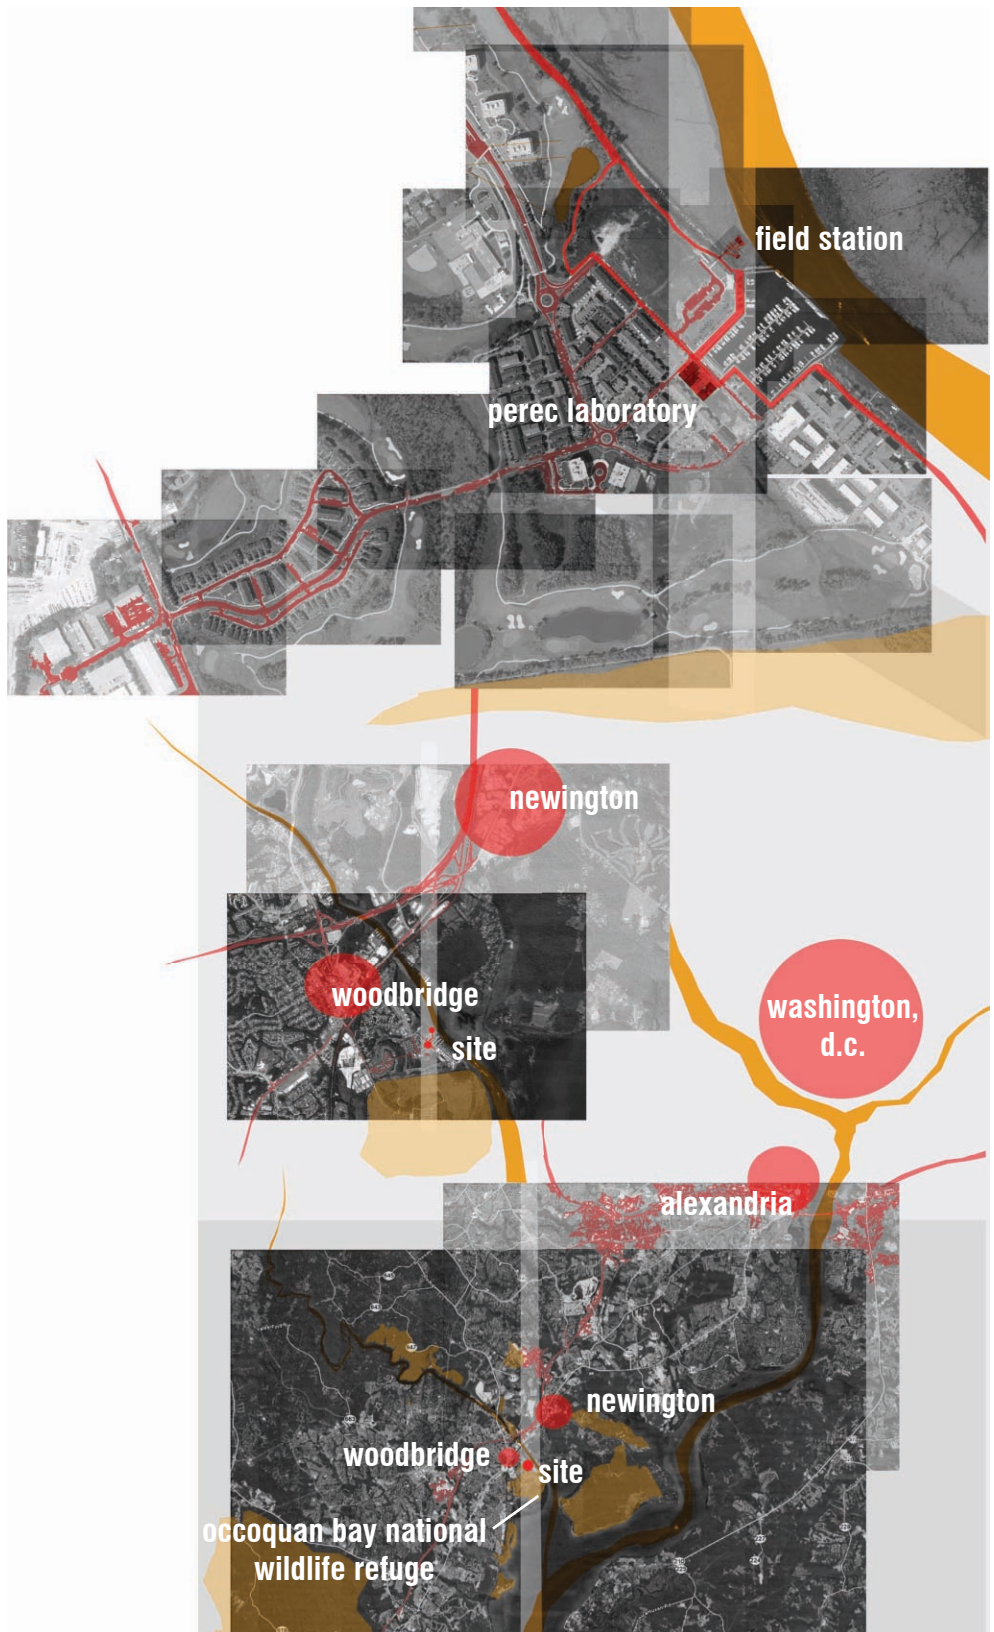 field station
perec laboratory
newington
woodbridge
site
washington,
d.c.
alexandria
newington
woodbridge
site
occoquan bay national
wildlife refuge